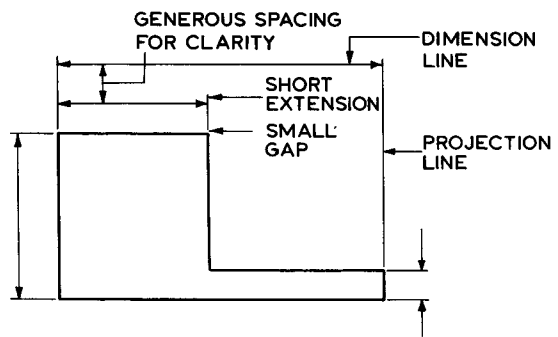 GENEROUS SPACING
FOR CLARITY
DIMENSION
LINE
SHORT
EXTENSION
SMALL
GAP
PROJECTION
LINE